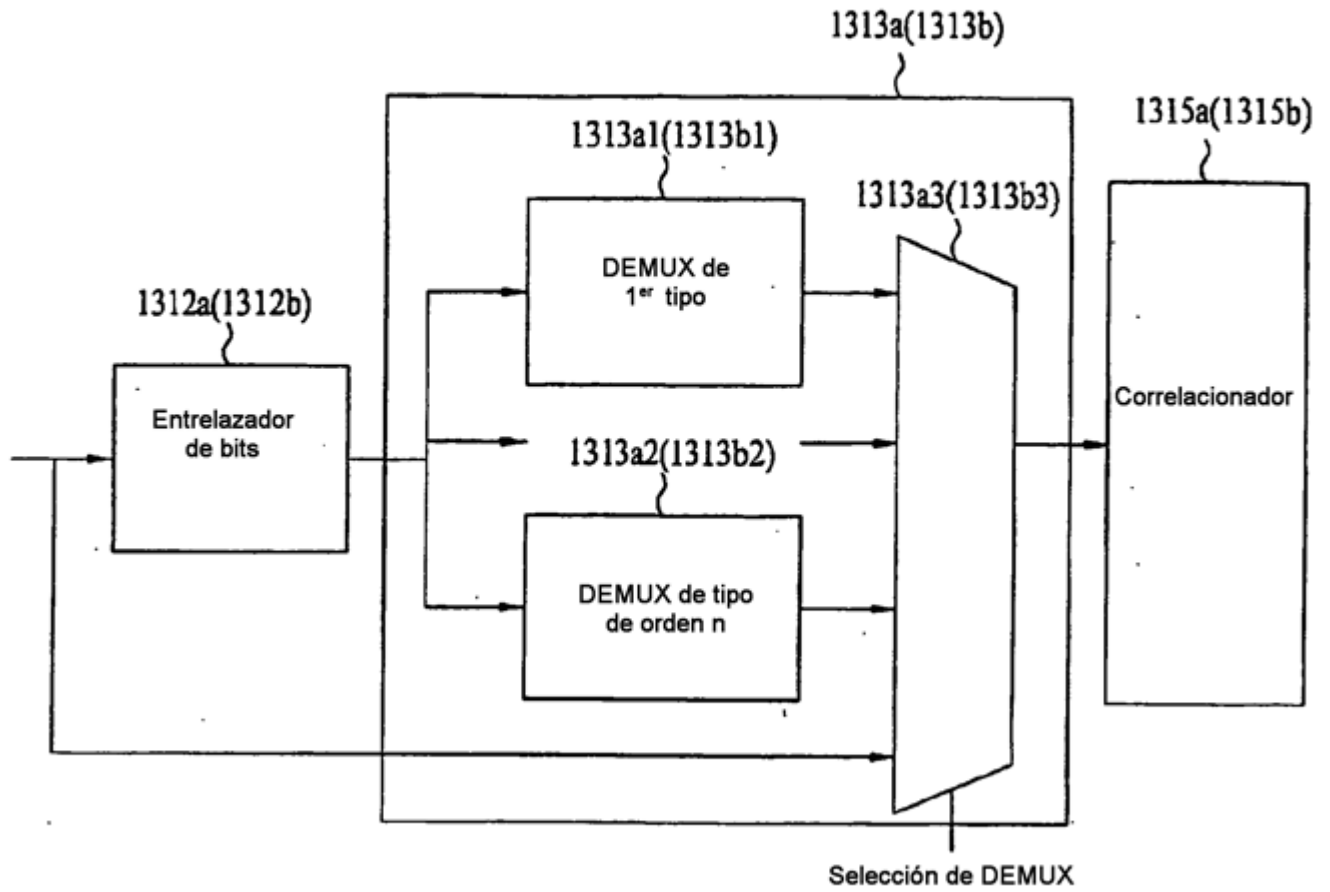 1313a(1313b)
1315a(1315b)
1313a1(1313b1)
1313a3(1313b3)
DEMUX de
1er tipo
1312a(1312b)
Entrelazador
de bits
Correlacionador
1313a2(1313b2)
DEMUX de tipo
de orden n
Selección de DEMUX